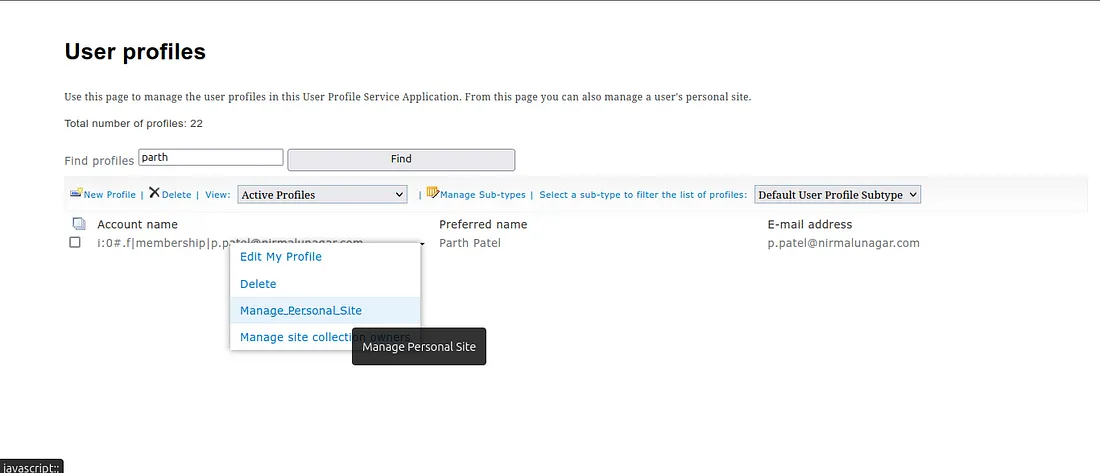 User profiles
Use this page to manage the user profiles in this User Profile Service Application. From this page you can also manage a user's personal site.
Total number of profiles: 22
Find profiles parth Find
New Profile | Delete | View: Active Profiles | Manage Sub-types | Select a sub-type to filter the list of profiles: Default User Profile Subtype
Account name Preferred name E-mail address
i:0#.f|membership|p.patel@nirmalunagar.com Parth Patel p.patel@nirmalunagar.com
Edit My Profile
Delete
Manage Personal Site
Manage site collection owners
Manage Personal Site
javascript:;